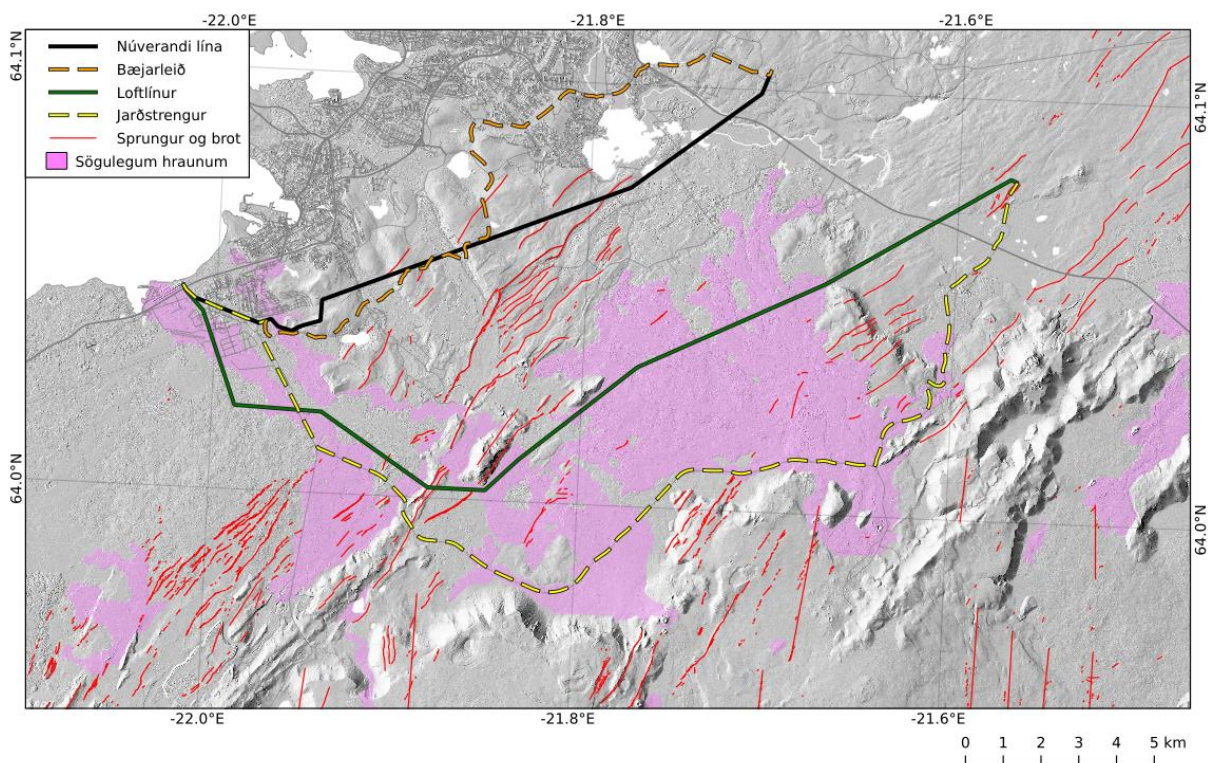 -22.0°E -21.8°E -21.6°E
64.1°N
Núverandi lína
Bæjarleið
Loftlínur
Jarðstrengur
Sprungur og brot
Sögulegum hraunum
64.1°N
64.0°N
64.0°N
-22.0°E -21.8°E -21.6°E
0 1 2 3 4 5 km